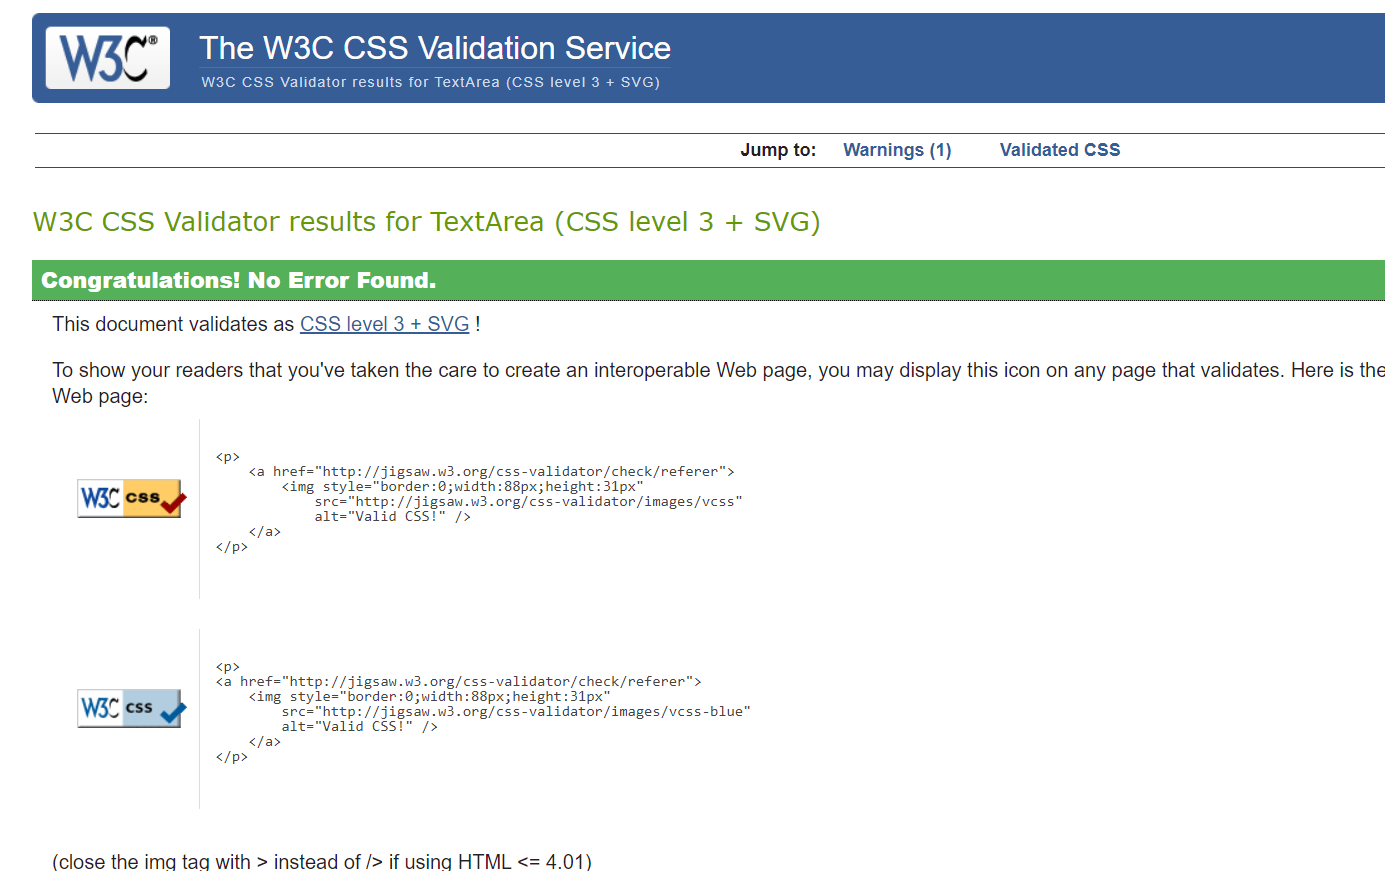 W3C®
The W3C CSS Validation Service
W3C CSS Validator results for TextArea (CSS level 3 + SVG)
Jump to: Warnings (1) Validated CSS
W3C CSS Validator results for TextArea (CSS level 3 + SVG)
Congratulations! No Error Found.
This document validates as CSS level 3 + SVG !
To show your readers that you've taken the care to create an interoperable Web page, you may display this icon on any page that validates. Here is the
Web page:
W3C css
<p>
<a href="http://jigsaw.w3.org/css-validator/check/referer">
<img style="border:0;width:88px;height:31px"
src="http://jigsaw.w3.org/css-validator/images/vcss"
alt="Valid CSS!" />
</a>
</p>
W3C css
<p>
<a href="http://jigsaw.w3.org/css-validator/check/referer">
<img style="border:0;width:88px;height:31px"
src="http://jigsaw.w3.org/css-validator/images/vcss-blue"
alt="Valid CSS!" />
</a>
</p>
(close the img tag with > instead of /> if using HTML <= 4.01)